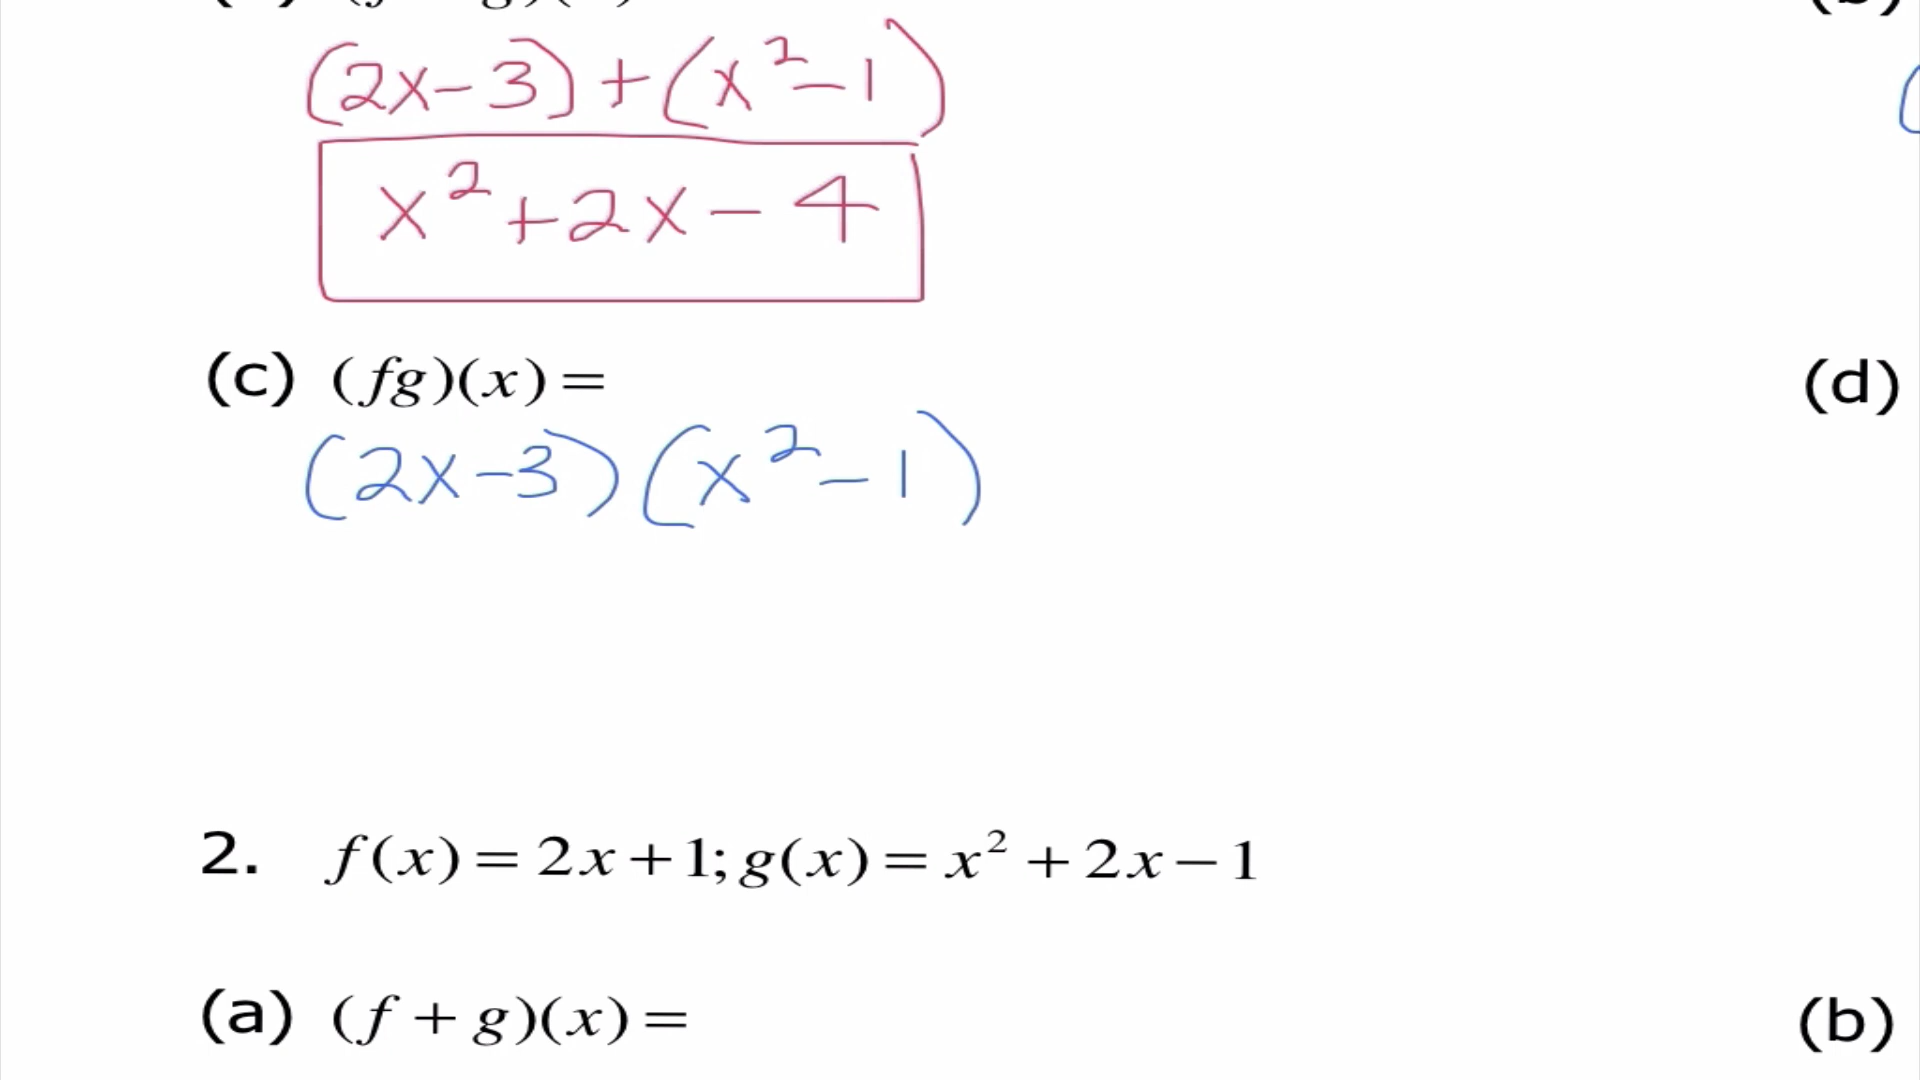 (2x-3)+(x²-1)
x²+2x-4
(c) (fg)(x)=
(d)
(2x-3)(x²-1)
2. f(x)=2x+1; g(x)=x²+2x-1
(a) (f+g)(x)=
(b)